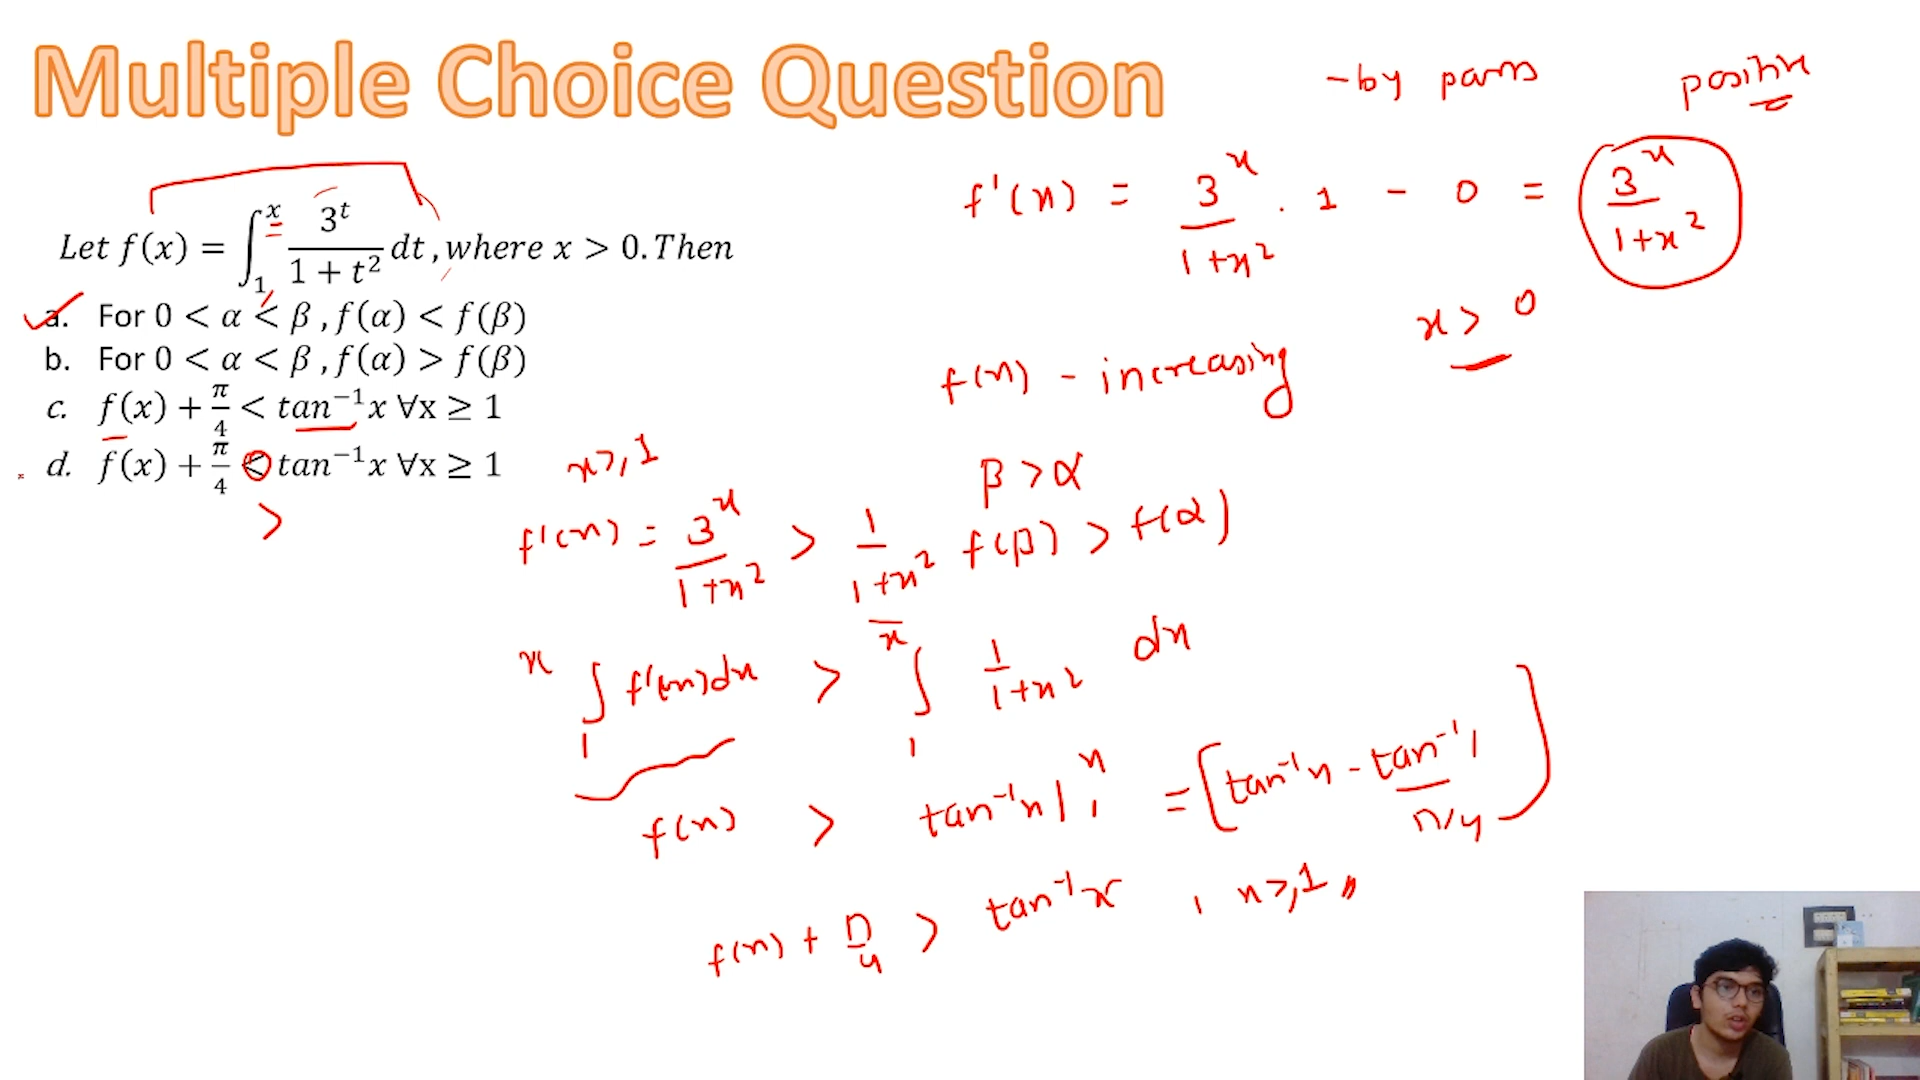 Multiple Choice Question
-by parts positive
Let f(x) = ∫₁ˣ 3ᵗ/(1 + t²) dt, where x > 0. Then
a. For 0 < α < β, f(α) < f(β)
b. For 0 < α < β, f(α) > f(β)
c. f(x) + π/4 < tan⁻¹x ∀x ≥ 1
d. f(x) + π/4 < tan⁻¹x ∀x ≥ 1
>
f'(x) = 3ˣ/(1+x²) . 1 - 0 = 3ˣ/(1+x²)
x > 0
f(x) - increasing
β > α
f(β) > f(α)
x ≥ 1
f'(x) = 3ˣ/(1+x²) > 1/(1+x²)
∫₁ˣ f'(x)dx > ∫₁ˣ 1/(1+x²) dx
f(x) > tan⁻¹x |₁ˣ = [tan⁻¹x - tan⁻¹1]
π/4
f(x) + π/4 > tan⁻¹x , x ≥ 1,,